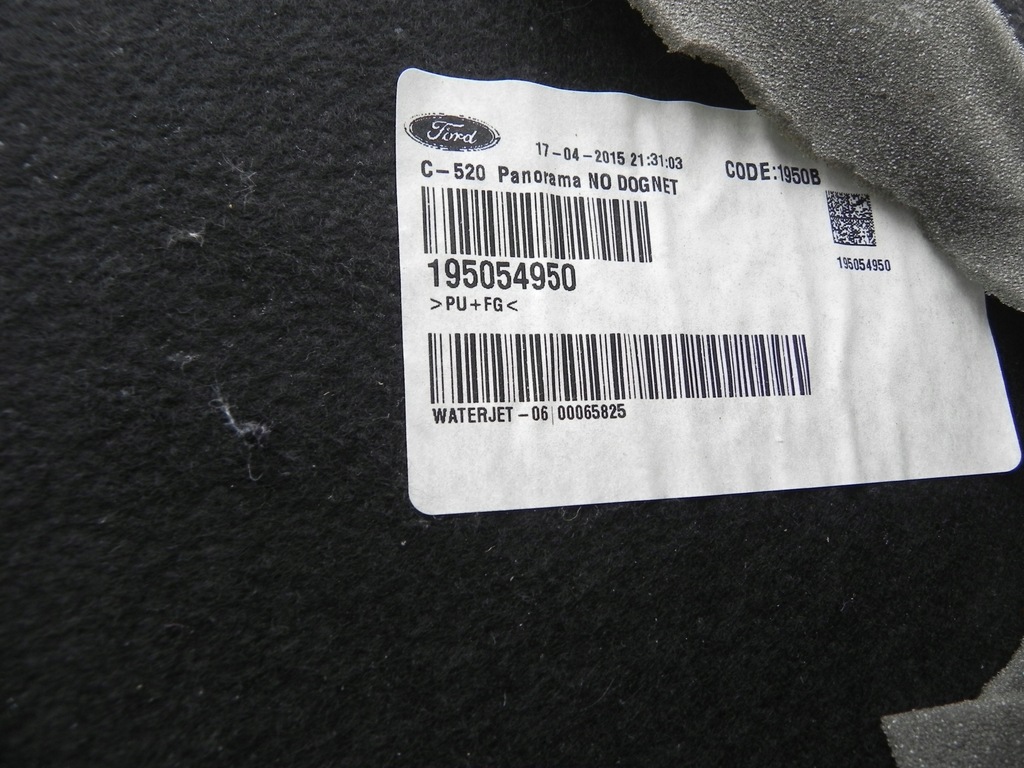 Ford
17-04-2015 21:31:03
CODE:1950B
C-520 Panorama NO DOGNET
195054950
195054950
>PU+FG<
WATERJET-06|00065825